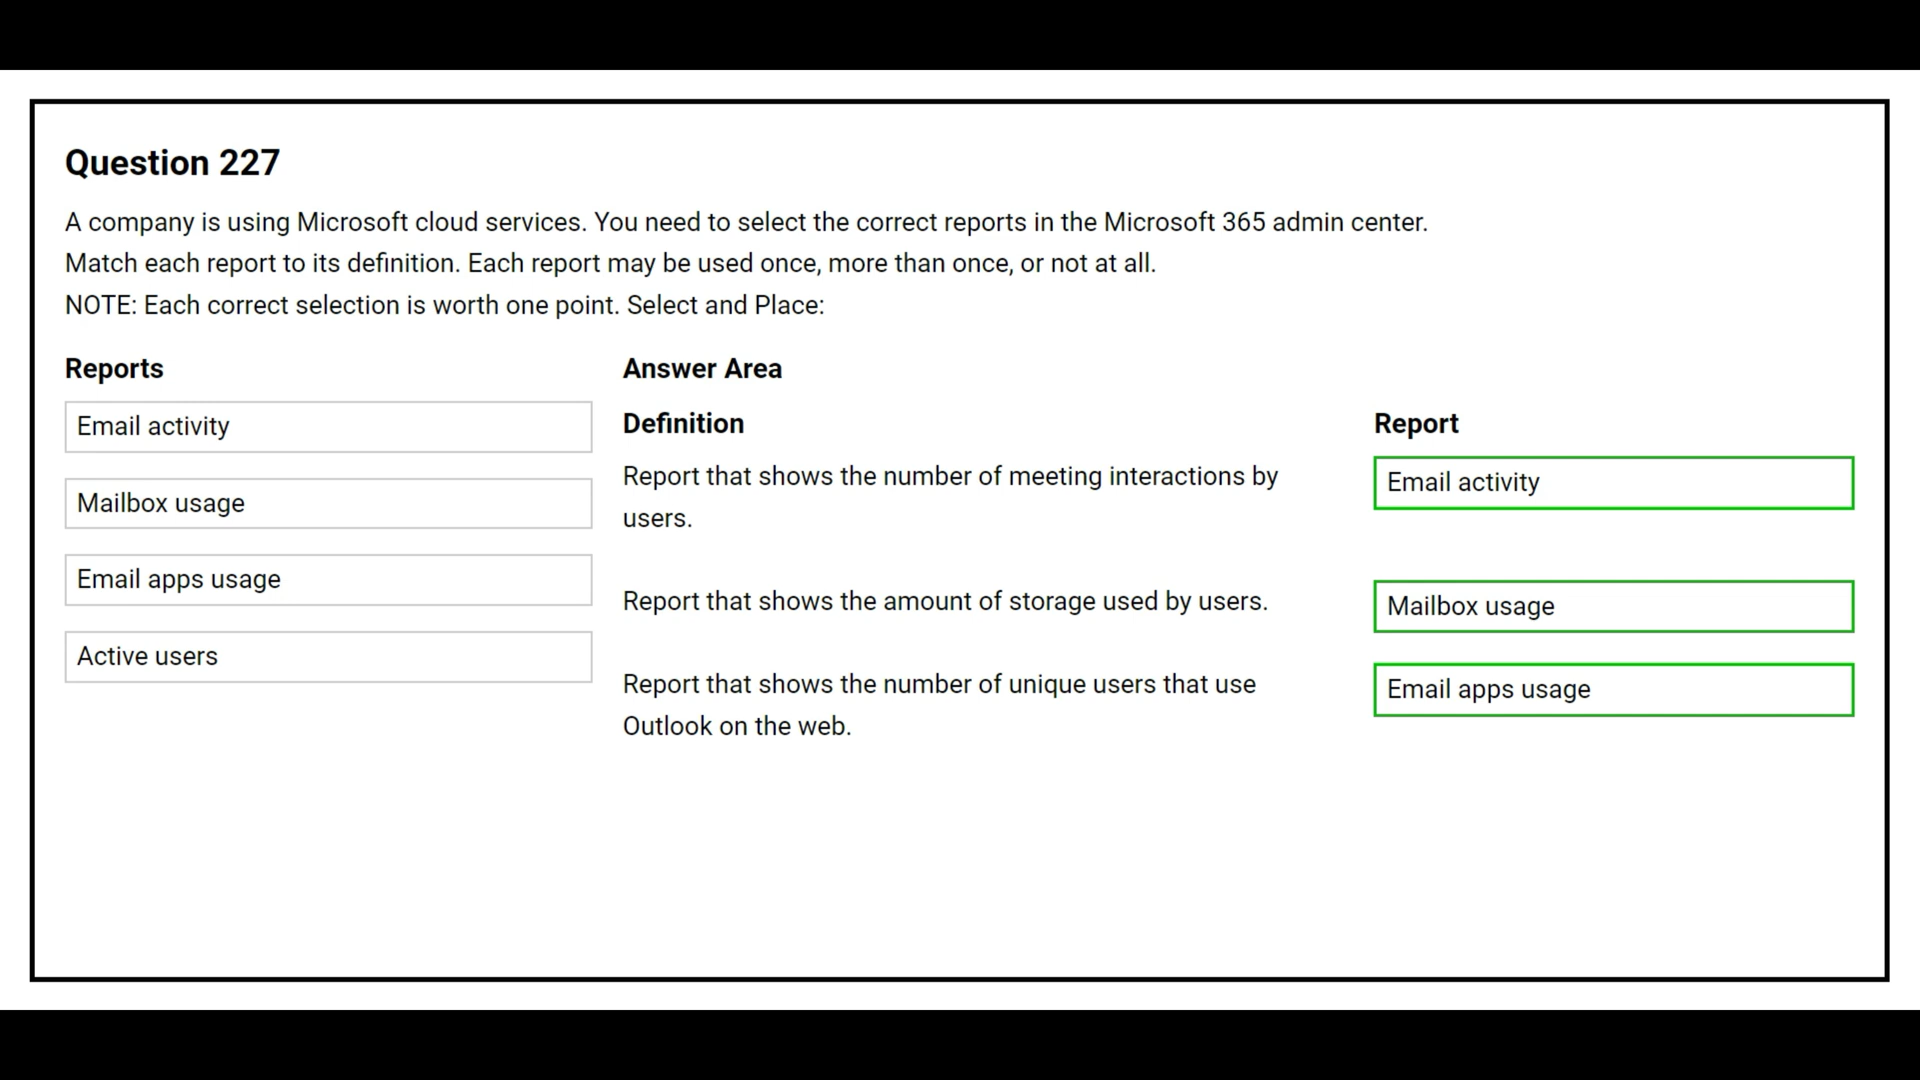 Question 227
A company is using Microsoft cloud services. You need to select the correct reports in the Microsoft 365 admin center.
Match each report to its definition. Each report may be used once, more than once, or not at all.
NOTE: Each correct selection is worth one point. Select and Place:
Reports
Email activity
Mailbox usage
Email apps usage
Active users
Answer Area
Definition
Report
Report that shows the number of meeting interactions by
users.
Email activity
Report that shows the amount of storage used by users.
Mailbox usage
Report that shows the number of unique users that use
Outlook on the web.
Email apps usage